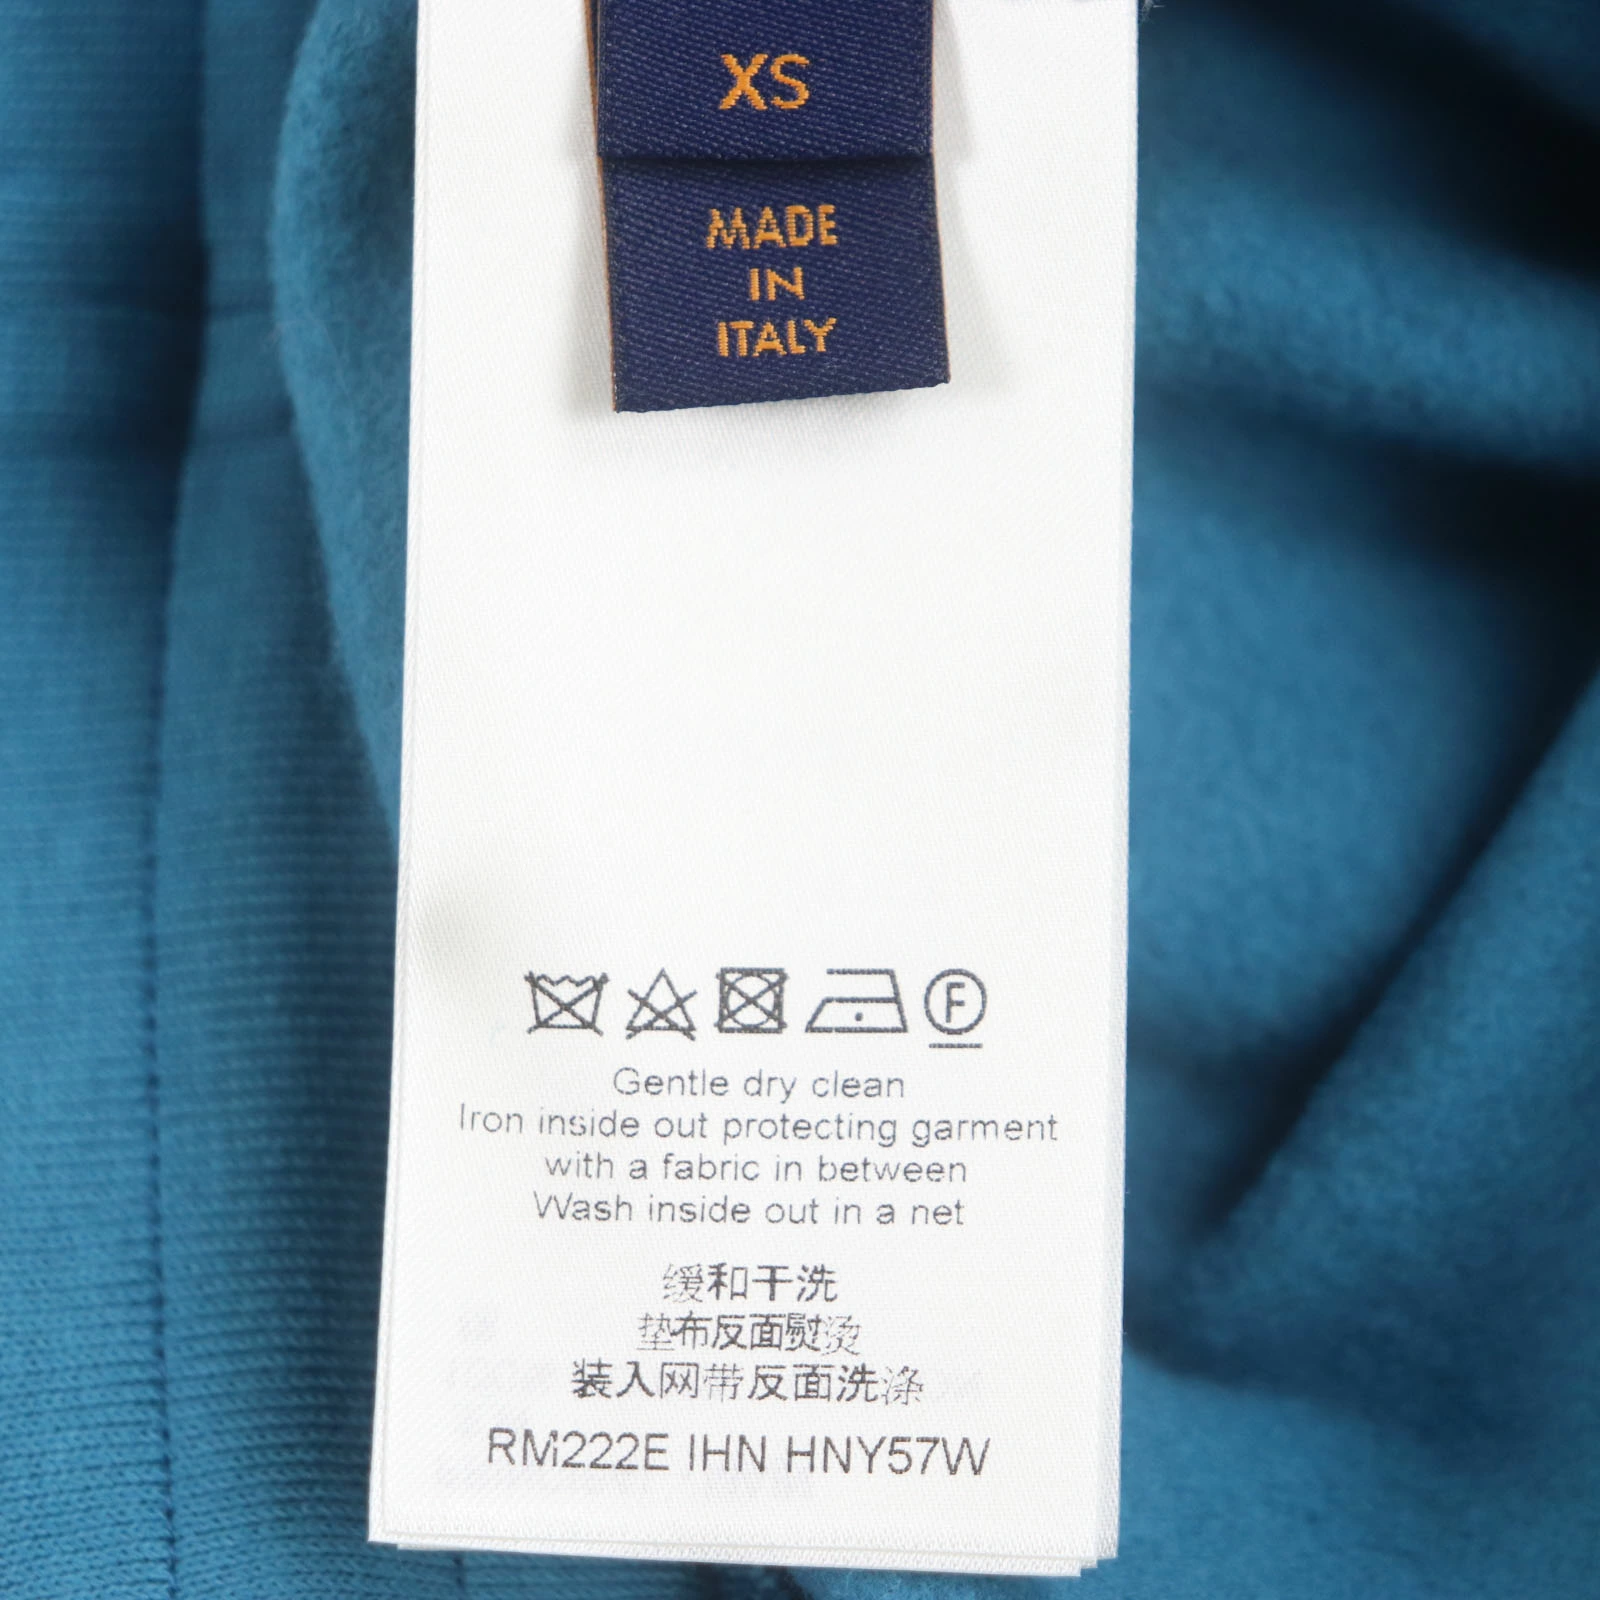 XS
MADE
IN
ITALY
F
Gentle dry clean
Iron inside out protecting garment
with a fabric in between
Wash inside out in a net
缓和干洗
垫布反面熨烫
装入网带反面洗涤
RM222E IHN HNY57W